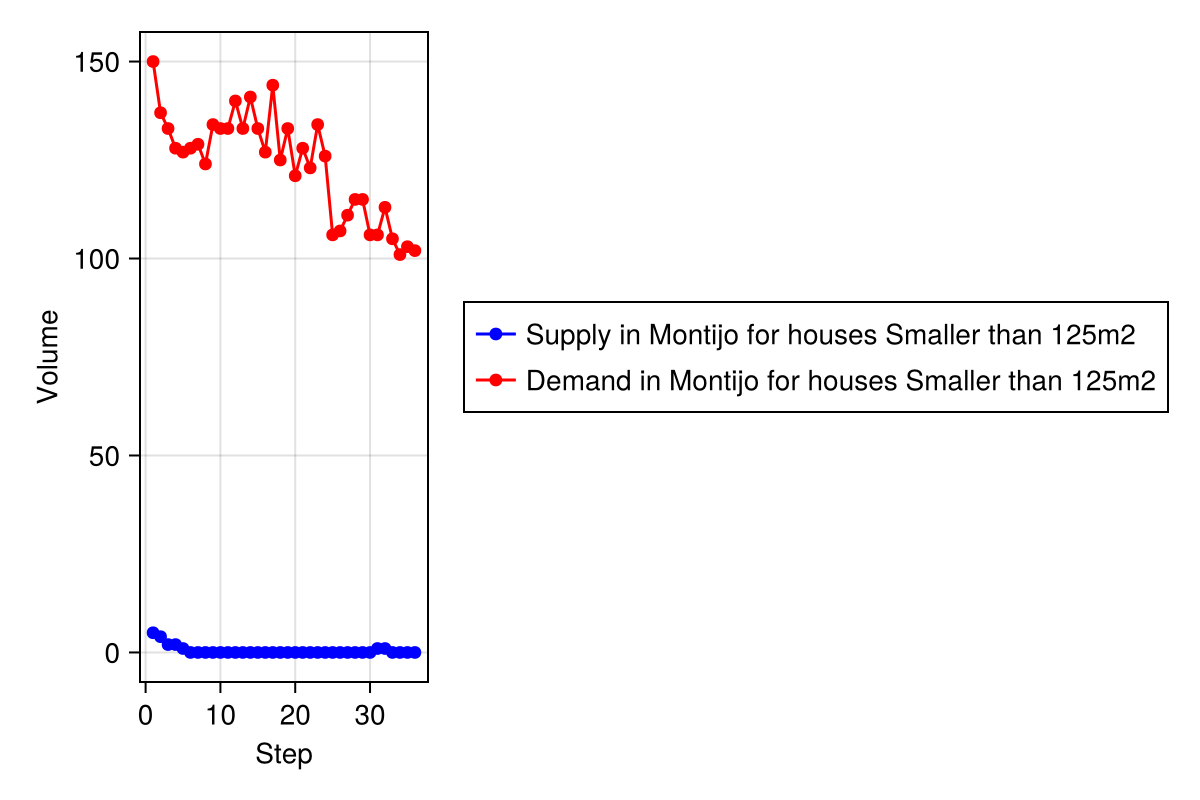 150
100
50
0
Volume
0 10 20 30
Step
Supply in Montijo for houses Smaller than 125m2
Demand in Montijo for houses Smaller than 125m2